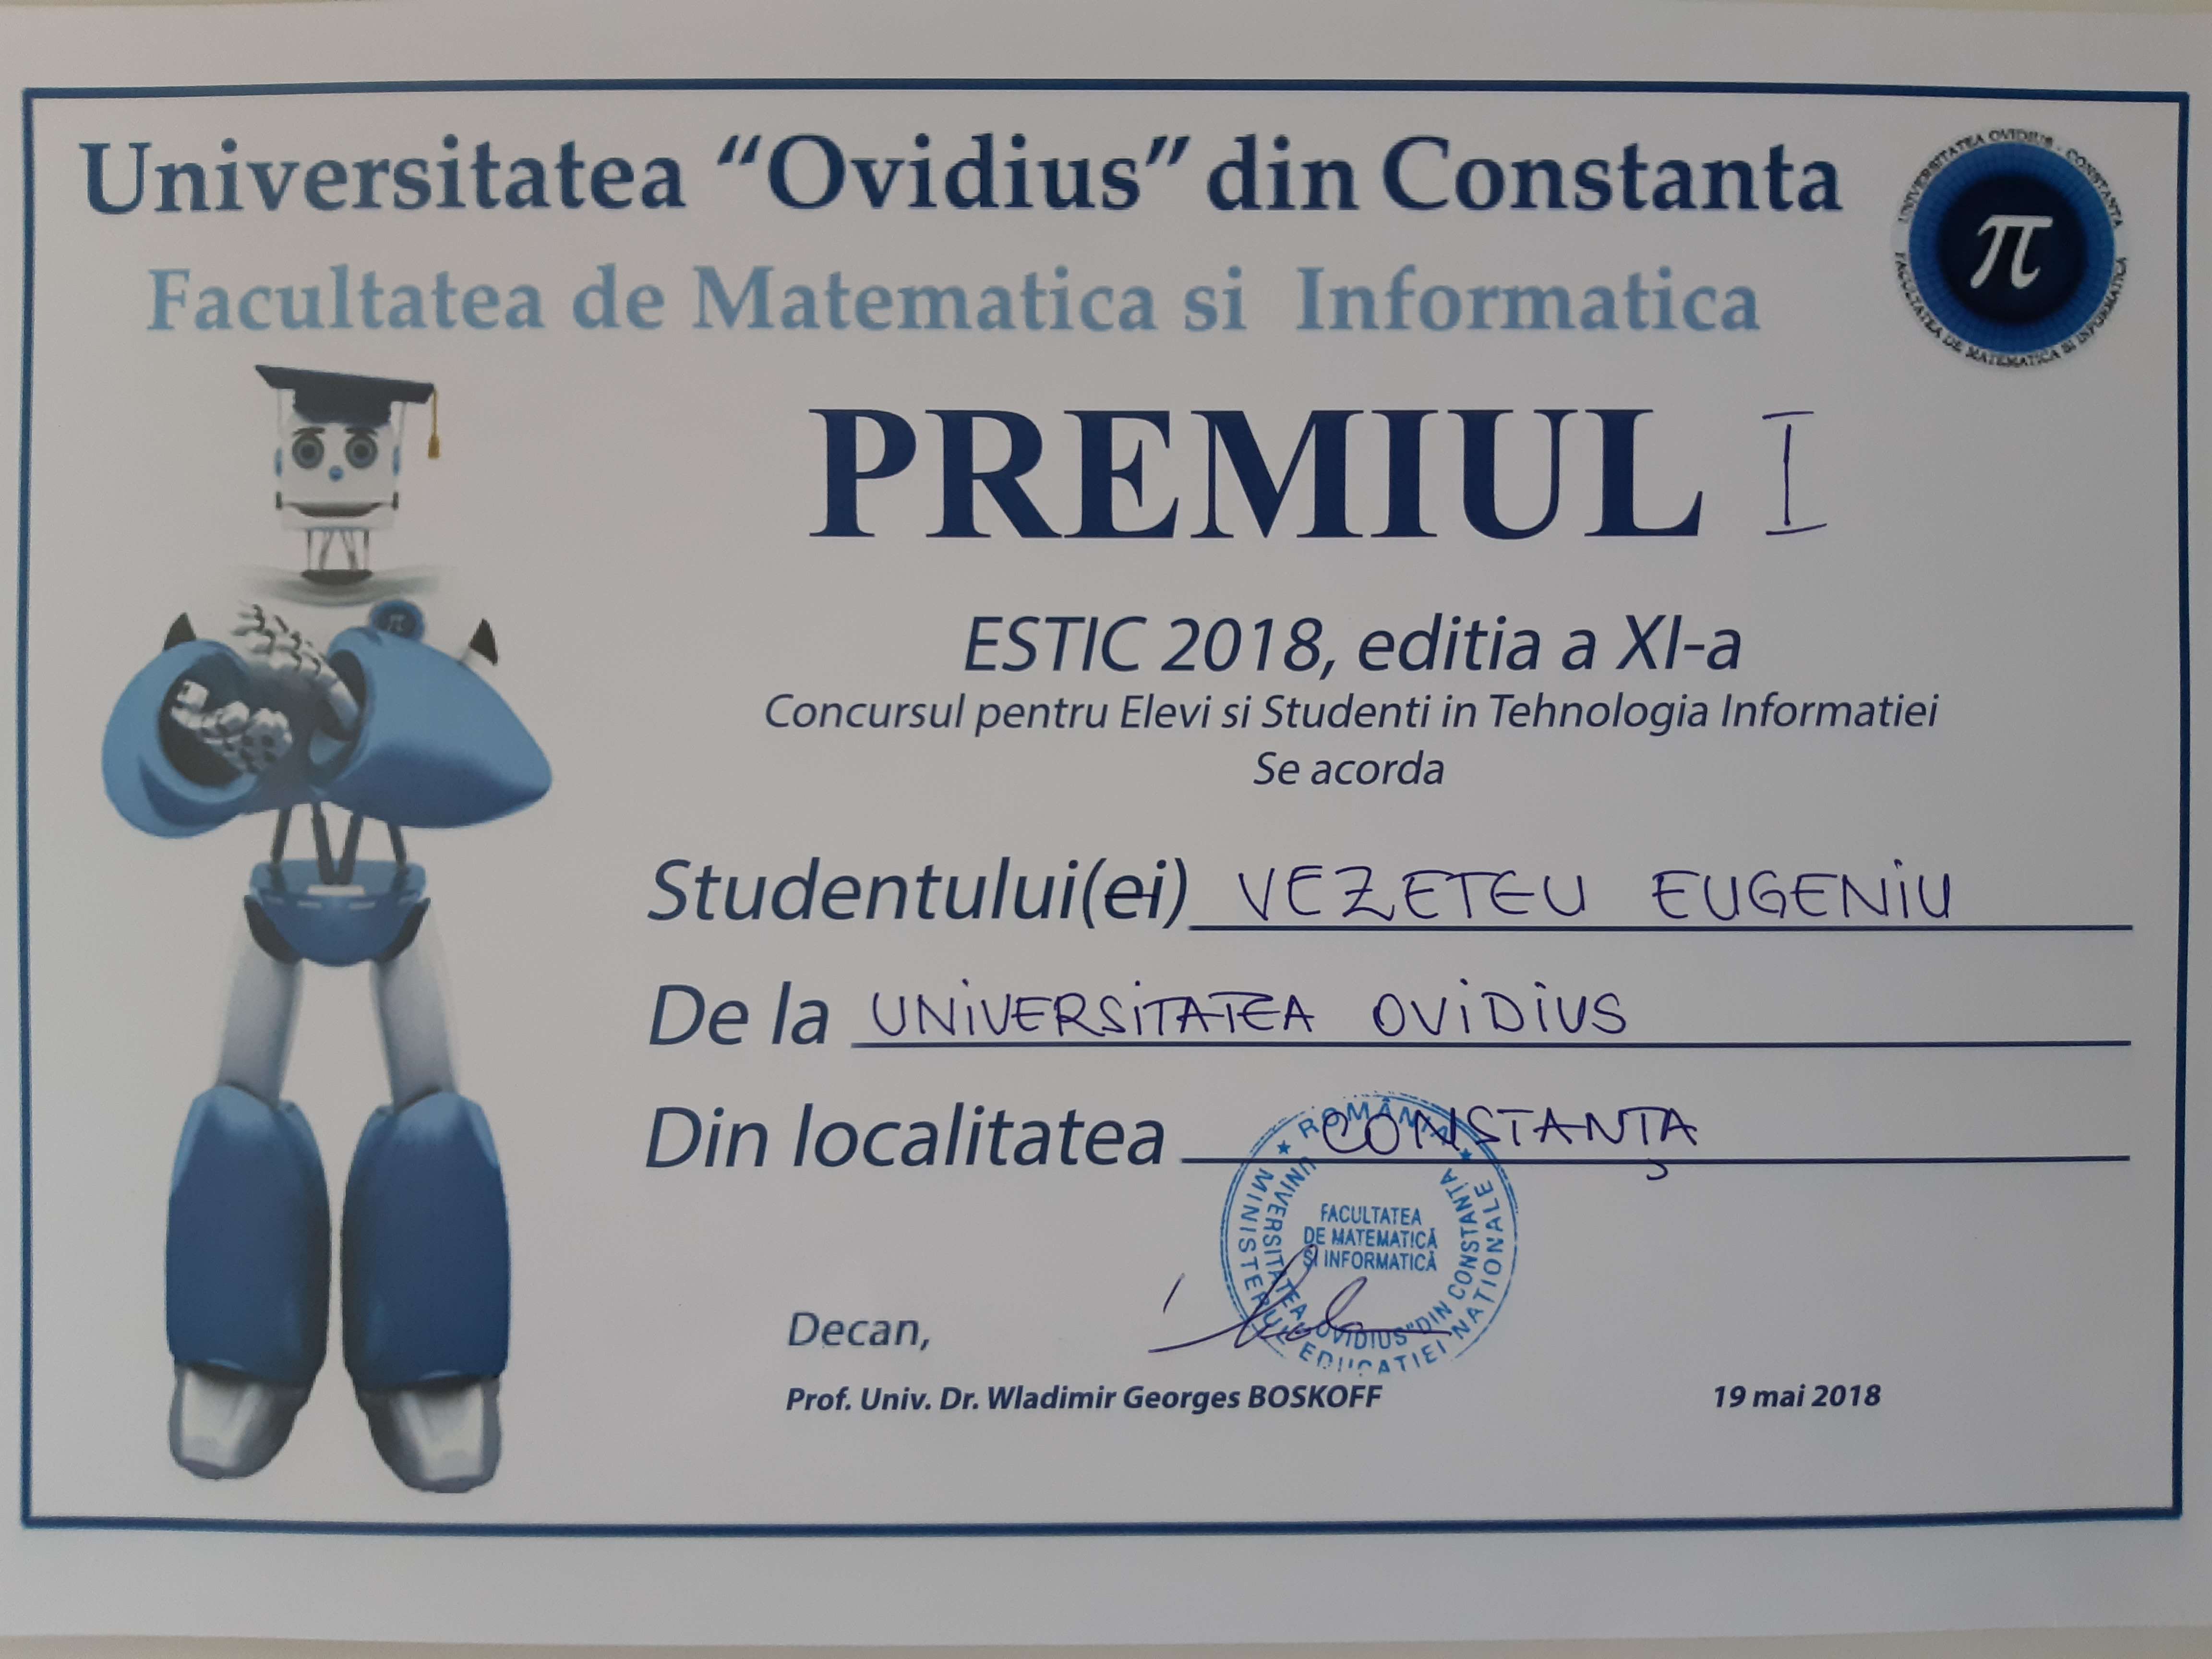 Universitatea “Ovidius” din Constanta
Facultatea de Matematica si Informatica
UNIVERSITATEA OVIDIUS - CONSTANTA
FACULTATEA DE MATEMATICA SI INFORMATICA
π
PREMIUL I
π
ESTIC 2018, editia a XI-a
Concursul pentru Elevi si Studenti in Tehnologia Informatiei
Se acorda
Studentului(ei) VEZETEU EUGENIU
De la UNIVERSITATEA OVIDIUS
Din localitatea CONSTANȚA
ROMÂNIA
MINISTERUL EDUCAȚIEI NAȚIONALE
UNIVERSITATEA „OVIDIUS" DIN CONSTANȚA
FACULTATEA
DE MATEMATICĂ
ȘI INFORMATICĂ
Decan,
Prof. Univ. Dr. Wladimir Georges BOSKOFF
19 mai 2018